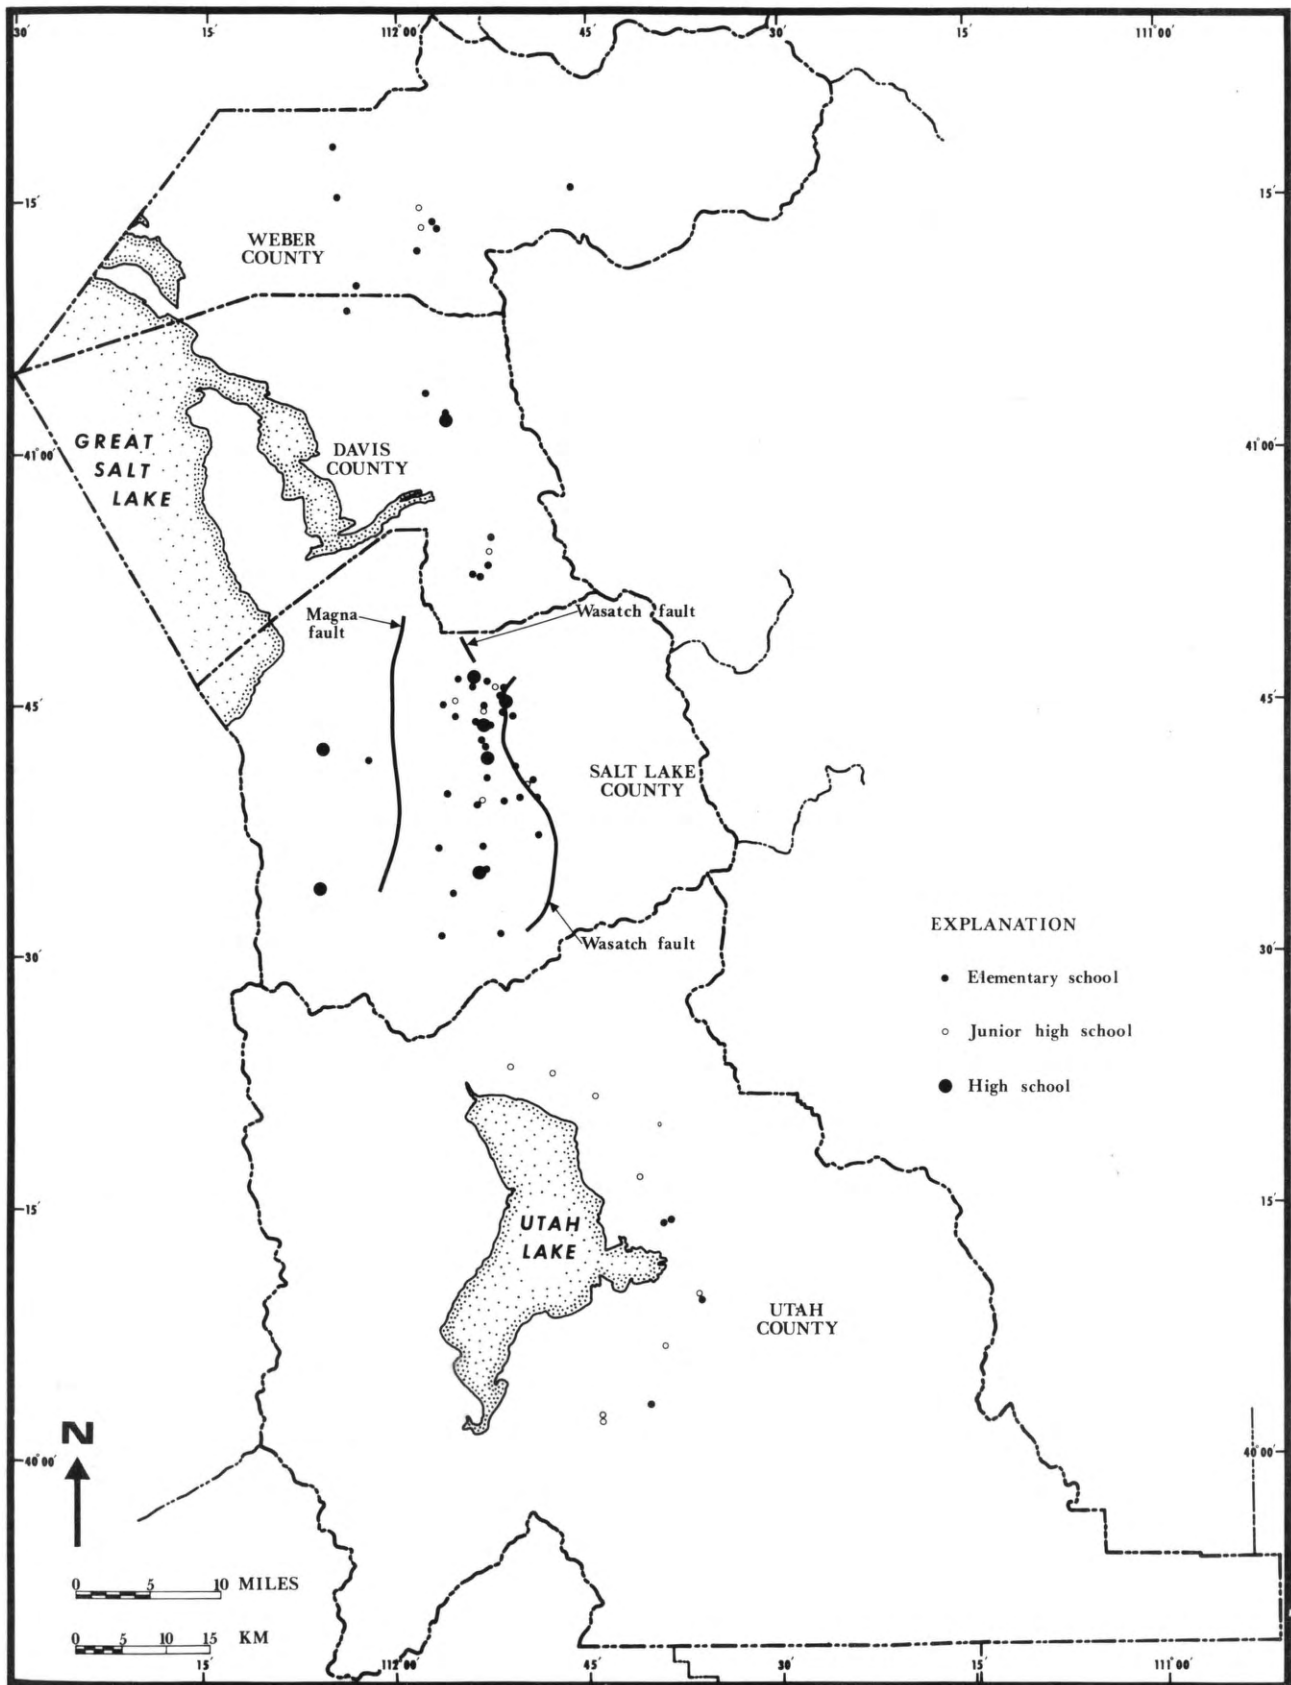 30′ 15′ 112°00′ 45′ 30′ 15′ 111°00′
15′ 15′
WEBER
COUNTY
GREAT
SALT
LAKE
DAVIS
COUNTY
41°00′ 41°00′
Magna
fault
Wasatch fault
45′ 45′
SALT LAKE
COUNTY
Wasatch fault
30′ 30′
EXPLANATION
Elementary school
Junior high school
High school
15′ 15′
UTAH
LAKE
UTAH
COUNTY
N
40°00′ 40°00′
0 5 10 MILES
0 5 10 15 KM
15′ 112°00′ 45′ 30′ 15′ 111°00′